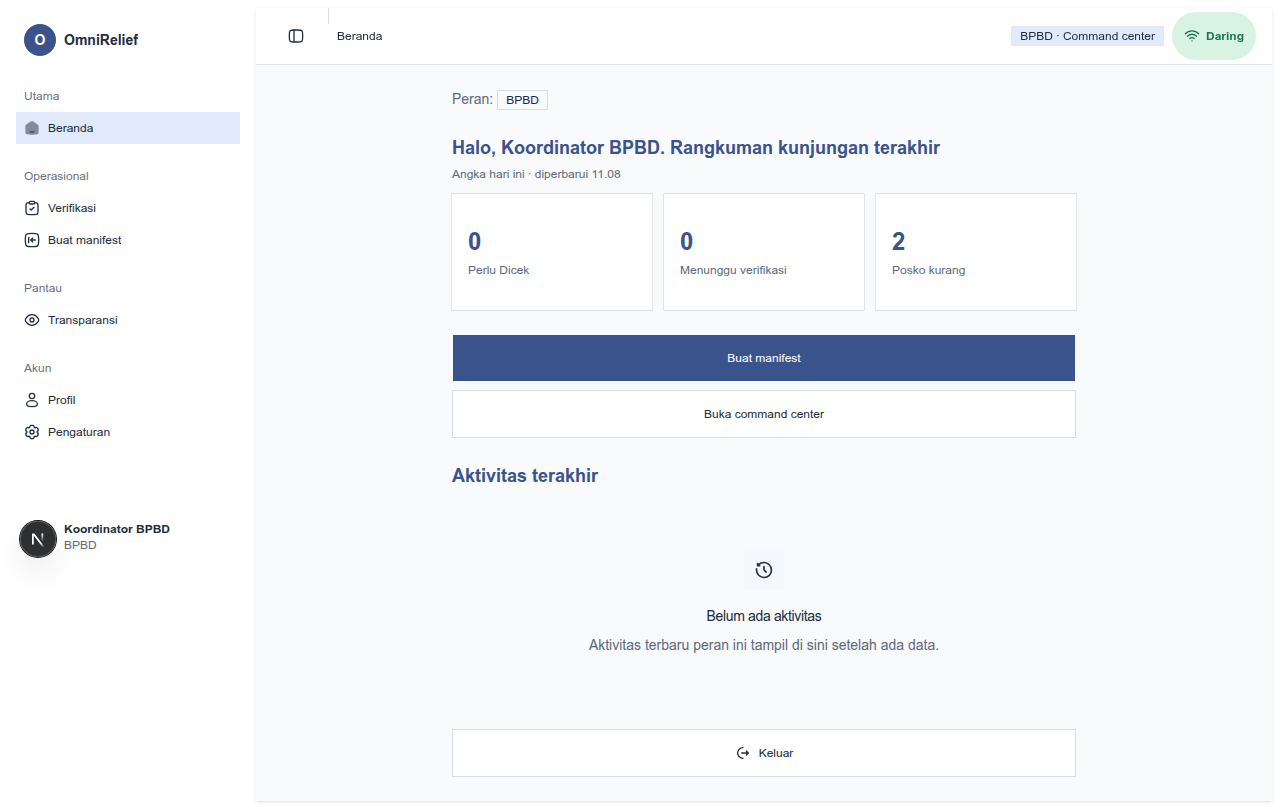 O OmniRelief
Utama
Beranda
Operasional
Verifikasi
Buat manifest
Pantau
Transparansi
Akun
Profil
Pengaturan
N
Koordinator BPBD
BPBD
Beranda
BPBD · Command center
Daring
Peran: BPBD
Halo, Koordinator BPBD. Rangkuman kunjungan terakhir
Angka hari ini · diperbarui 11.08
0
Perlu Dicek
0
Menunggu verifikasi
2
Posko kurang
Buat manifest
Buka command center
Aktivitas terakhir
Belum ada aktivitas
Aktivitas terbaru peran ini tampil di sini setelah ada data.
Keluar